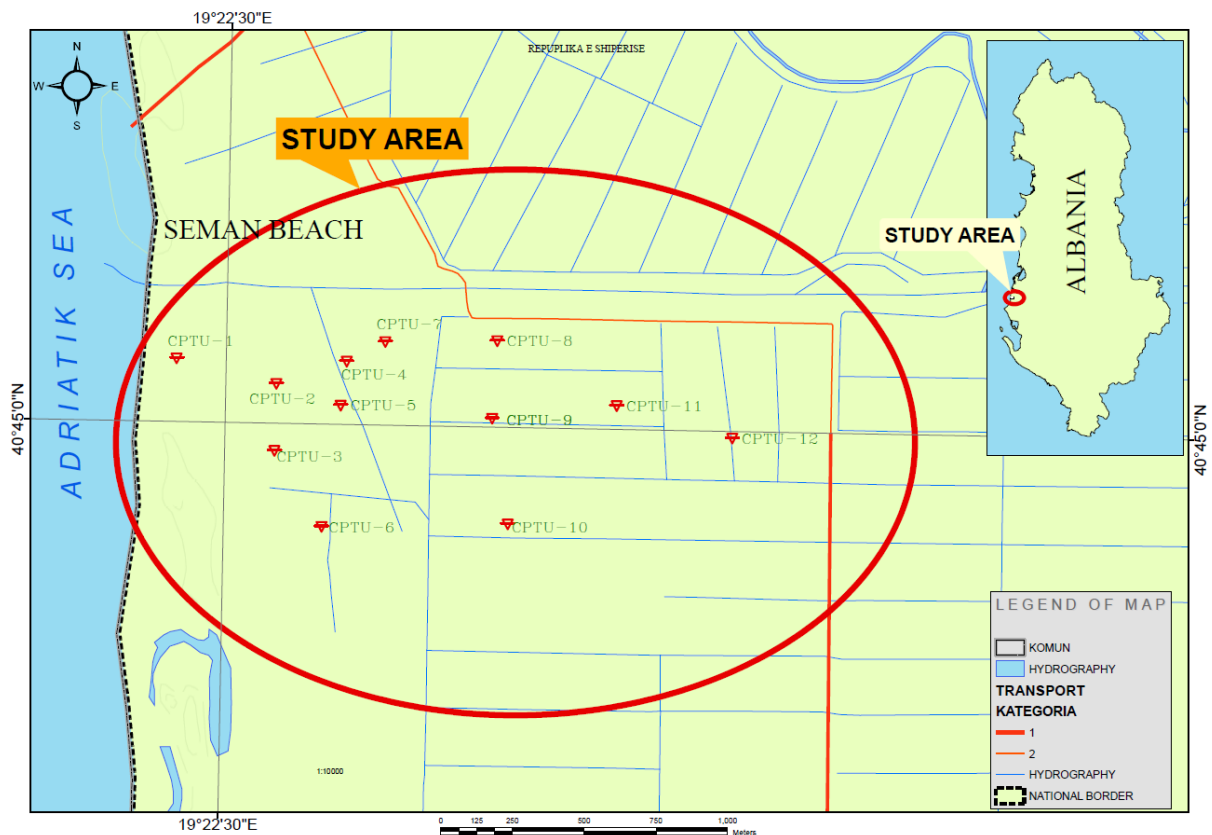 19°22'30"E
REPUPLIKA E SHIPERISE
N
W
E
S
STUDY AREA
SEMAN BEACH
ADRIATIK SEA
STUDY AREA
ALBANIA
CPTU-1
CPTU-7
CPTU-8
CPTU-4
CPTU-2
CPTU-5
CPTU-11
CPTU-9
CPTU-12
CPTU-3
CPTU-6
CPTU-10
40°45'0"N
40°45'0"N
LEGEND OF MAP
KOMUN
HYDROGRAPHY
TRANSPORT
KATEGORIA
1
2
HYDROGRAPHY
NATIONAL BORDER
1:10000
19°22'30"E
0 125 250 500 750 1,000
Meters